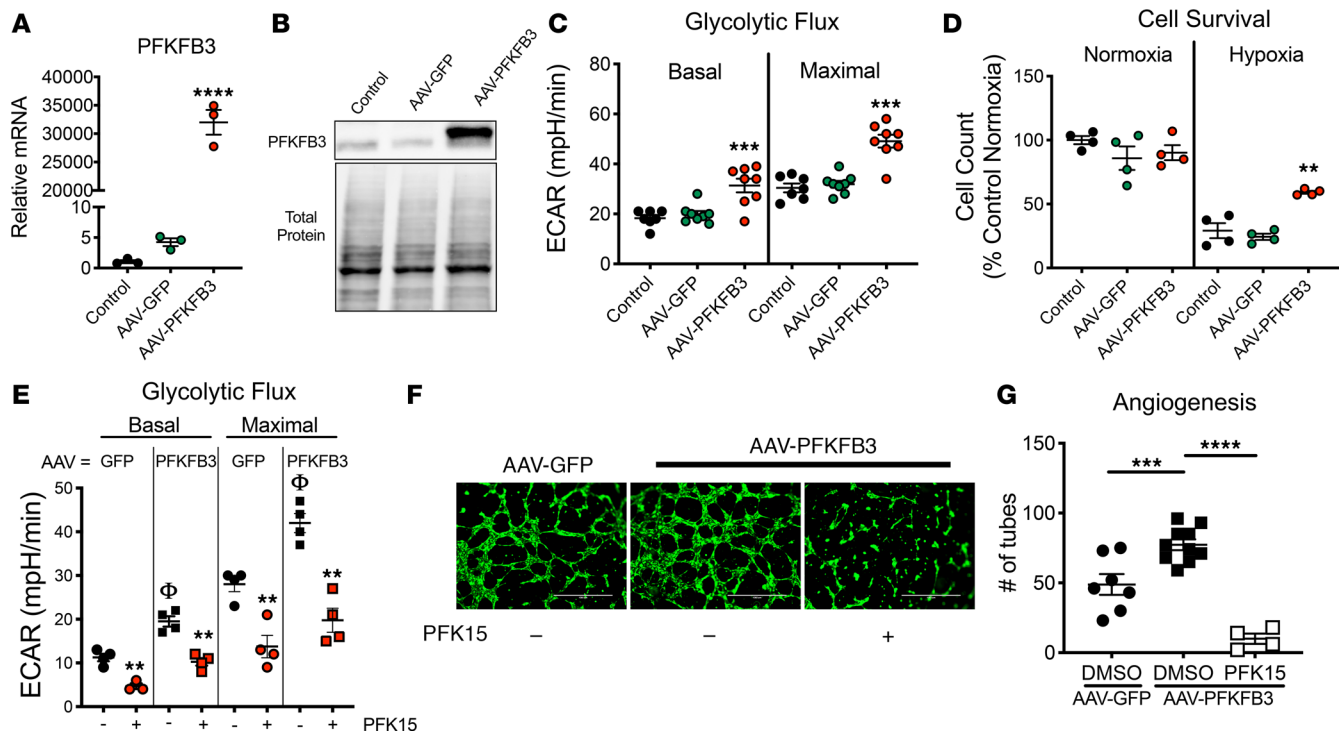 A
PFKFB3
Relative mRNA
40000
35000
30000
25000
20000
10
5
0
****
Control
AAV-GFP
AAV-PFKFB3
B
Control
AAV-GFP
AAV-PFKFB3
PFKFB3
Total
Protein
C
Glycolytic Flux
Basal
Maximal
ECAR (mpH/min)
80
60
40
20
0
***
***
Control
AAV-GFP
AAV-PFKFB3
Control
AAV-GFP
AAV-PFKFB3
D
Cell Survival
Normoxia
Hypoxia
Cell Count
(% Control Normoxia)
150
100
50
0
**
Control
AAV-GFP
AAV-PFKFB3
Control
AAV-GFP
AAV-PFKFB3
E
Glycolytic Flux
Basal
Maximal
AAV = GFP PFKFB3 GFP PFKFB3
ECAR (mpH/min)
50
40
30
20
10
0
**
Φ
**
**
Φ
**
- + - + - + - + PFK15
F
AAV-GFP
AAV-PFKFB3
PFK15 – – +
G
Angiogenesis
# of tubes
150
100
50
0
***
****
DMSO DMSO PFK15
AAV-GFP AAV-PFKFB3